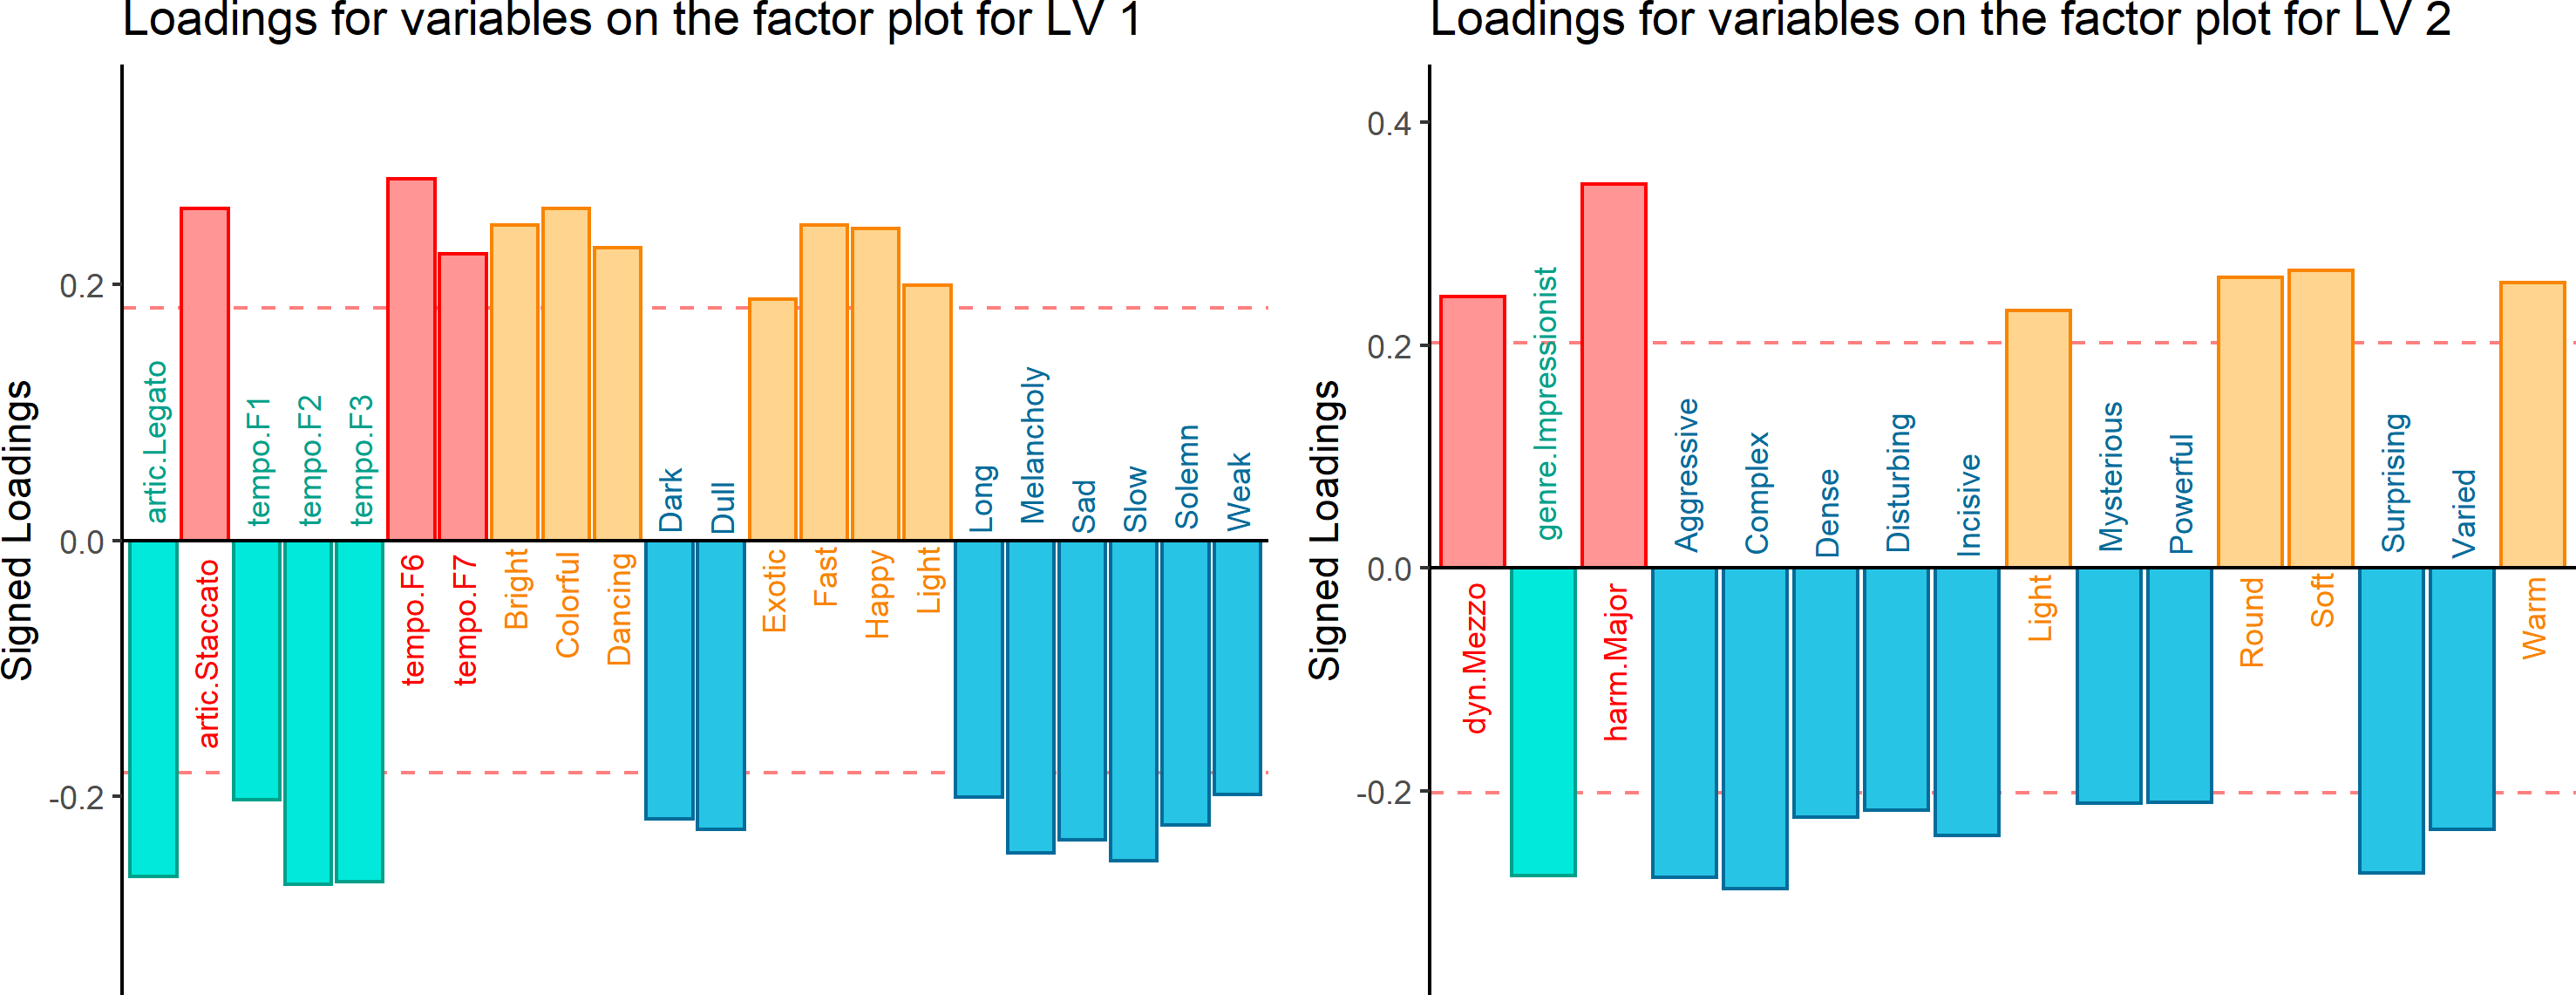 Loadings for variables on the factor plot for LV 1
Signed Loadings
0.2
0.0
-0.2
artic.Legato
artic.Staccato
tempo.F1
tempo.F2
tempo.F3
tempo.F6
tempo.F7
Bright
Colorful
Dancing
Dark
Dull
Exotic
Fast
Happy
Light
Long
Melancholy
Sad
Slow
Solemn
Weak
Loadings for variables on the factor plot for LV 2
Signed Loadings
0.4
0.2
0.0
-0.2
dyn.Mezzo
genre.Impressionist
harm.Major
Aggressive
Complex
Dense
Disturbing
Incisive
Light
Mysterious
Powerful
Round
Soft
Surprising
Varied
Warm